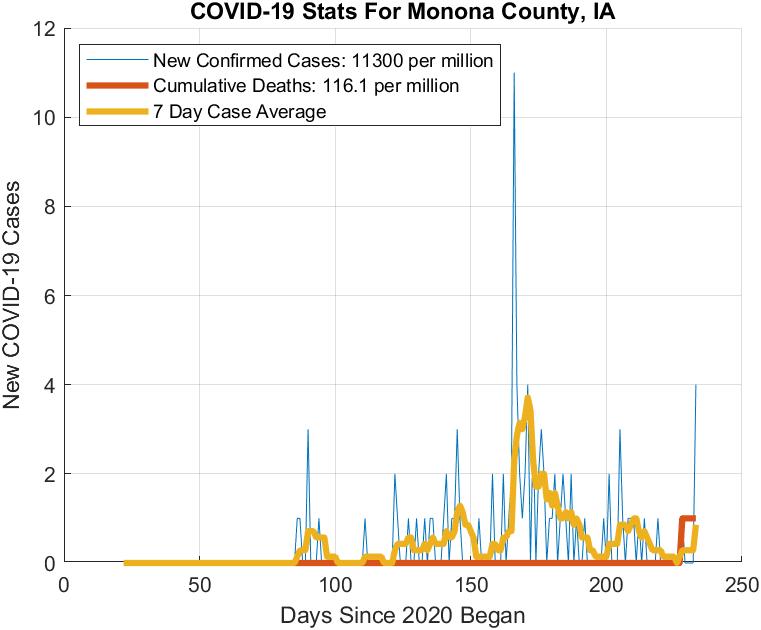 COVID-19 Stats For Monona County, IA
New Confirmed Cases: 11300 per million
Cumulative Deaths: 116.1 per million
7 Day Case Average
New COVID-19 Cases
12
10
8
6
4
2
0
0 50 100 150 200 250
Days Since 2020 Began